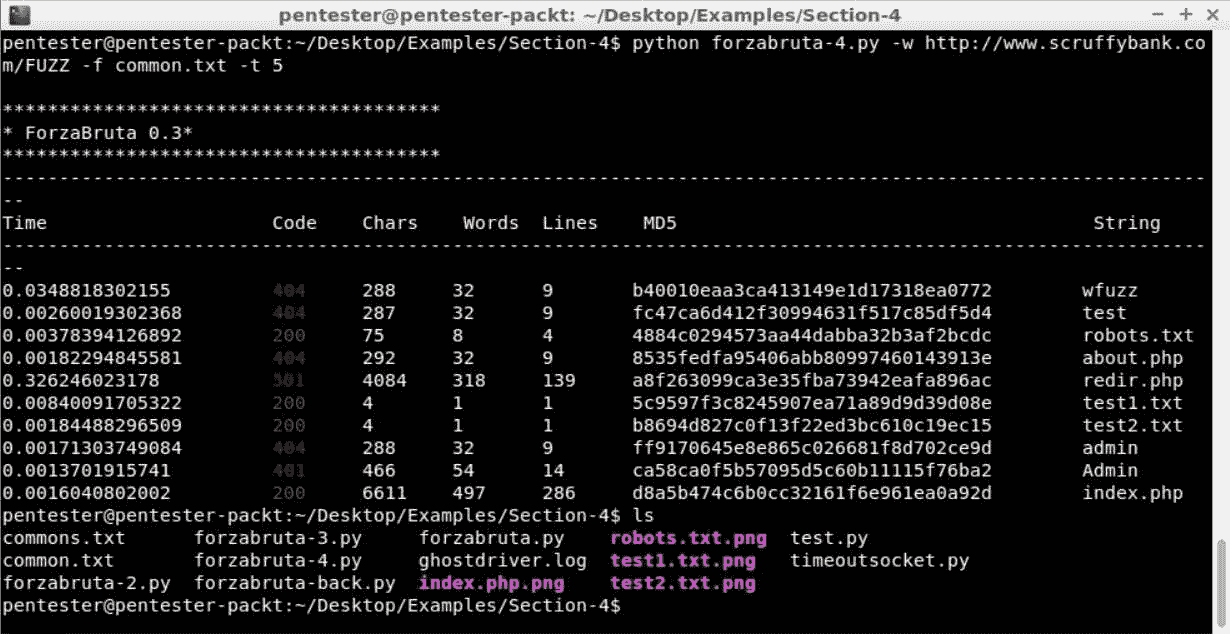 pentester@pentester-packt: ~/Desktop/Examples/Section-4
pentester@pentester-packt:~/Desktop/Examples/Section-4$ python forzabruta-4.py -w http://www.scruffybank.co
m/FUZZ -f common.txt -t 5
***************************************
* ForzaBruta 0.3*
***************************************
-----------------------------------------------------------------------------------------------------------
--
Time Code Chars Words Lines MD5 String
-----------------------------------------------------------------------------------------------------------
--
0.0348818302155 404 288 32 9 b40010eaa3ca413149e1d17318ea0772 wfuzz
0.00260019302368 404 287 32 9 fc47ca6d412f30994631f517c85df5d4 test
0.00378394126892 200 75 8 4 4884c0294573aa44dabba32b3af2bcdc robots.txt
0.00182294845581 404 292 32 9 8535fedfa95406abb80997460143913e about.php
0.326246023178 301 4084 318 139 a8f263099ca3e35fba73942eafa896ac redir.php
0.00840091705322 200 4 1 1 5c9597f3c8245907ea71a89d9d39d08e test1.txt
0.00184488296509 200 4 1 1 b8694d827c0f13f22ed3bc610c19ec15 test2.txt
0.00171303749084 404 288 32 9 ff9170645e8e865c026681f8d702ce9d admin
0.0013701915741 401 466 54 14 ca58ca0f5b57095d5c60b11115f76ba2 Admin
0.0016040802002 200 6611 497 286 d8a5b474c6b0cc32161f6e961ea0a92d index.php
pentester@pentester-packt:~/Desktop/Examples/Section-4$ ls
commons.txt forzabruta-3.py forzabruta.py robots.txt.png test.py
common.txt forzabruta-4.py ghostdriver.log test1.txt.png timeoutsocket.py
forzabruta-2.py forzabruta-back.py index.php.png test2.txt.png
pentester@pentester-packt:~/Desktop/Examples/Section-4$